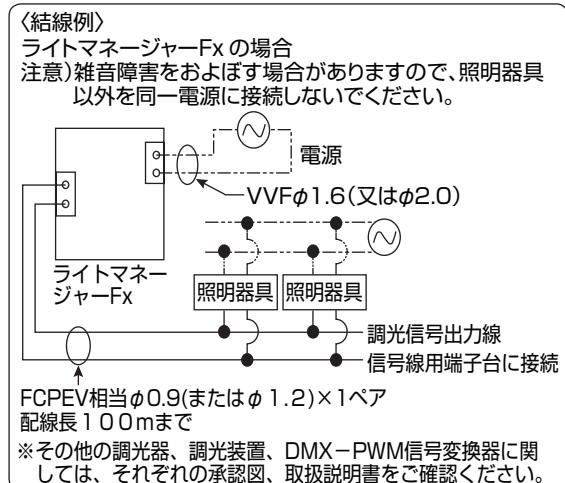 〈結線例〉
ライトマネージャーFx の場合
注意)雑音障害をおよぼす場合がありますので、照明器具
以外を同一電源に接続しないでください。
電源
VVFφ1.6(又はφ2.0)
ライトマネー
ジャーFx
照明器具
照明器具
調光信号出力線
信号線用端子台に接続
FCPEV相当φ0.9(またはφ1.2)×1ペア
配線長100mまで
※その他の調光器、調光装置、DMX−PWM信号変換器に関
しては、それぞれの承認図、取扱説明書をご確認ください。